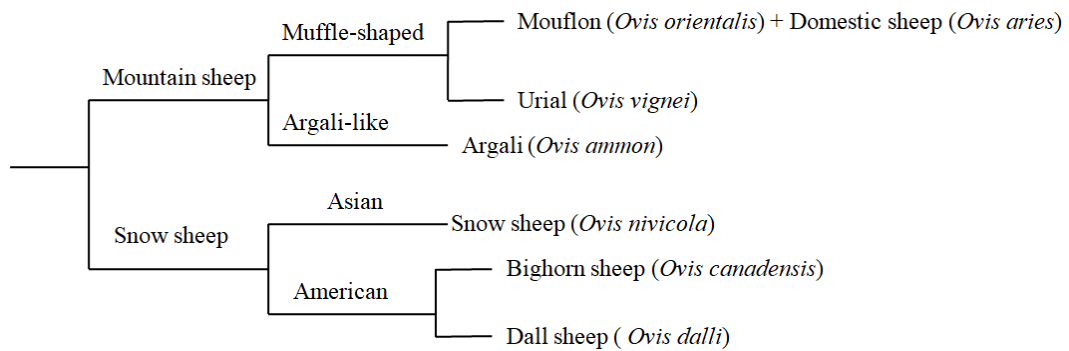 Mouflon (Ovis orientalis) + Domestic sheep (Ovis aries)
Muffle-shaped
Mountain sheep
Urial (Ovis vignei)
Argali-like
Argali (Ovis ammon)
Asian
Snow sheep (Ovis nivicola)
Snow sheep
Bighorn sheep (Ovis canadensis)
American
Dall sheep ( Ovis dalli)